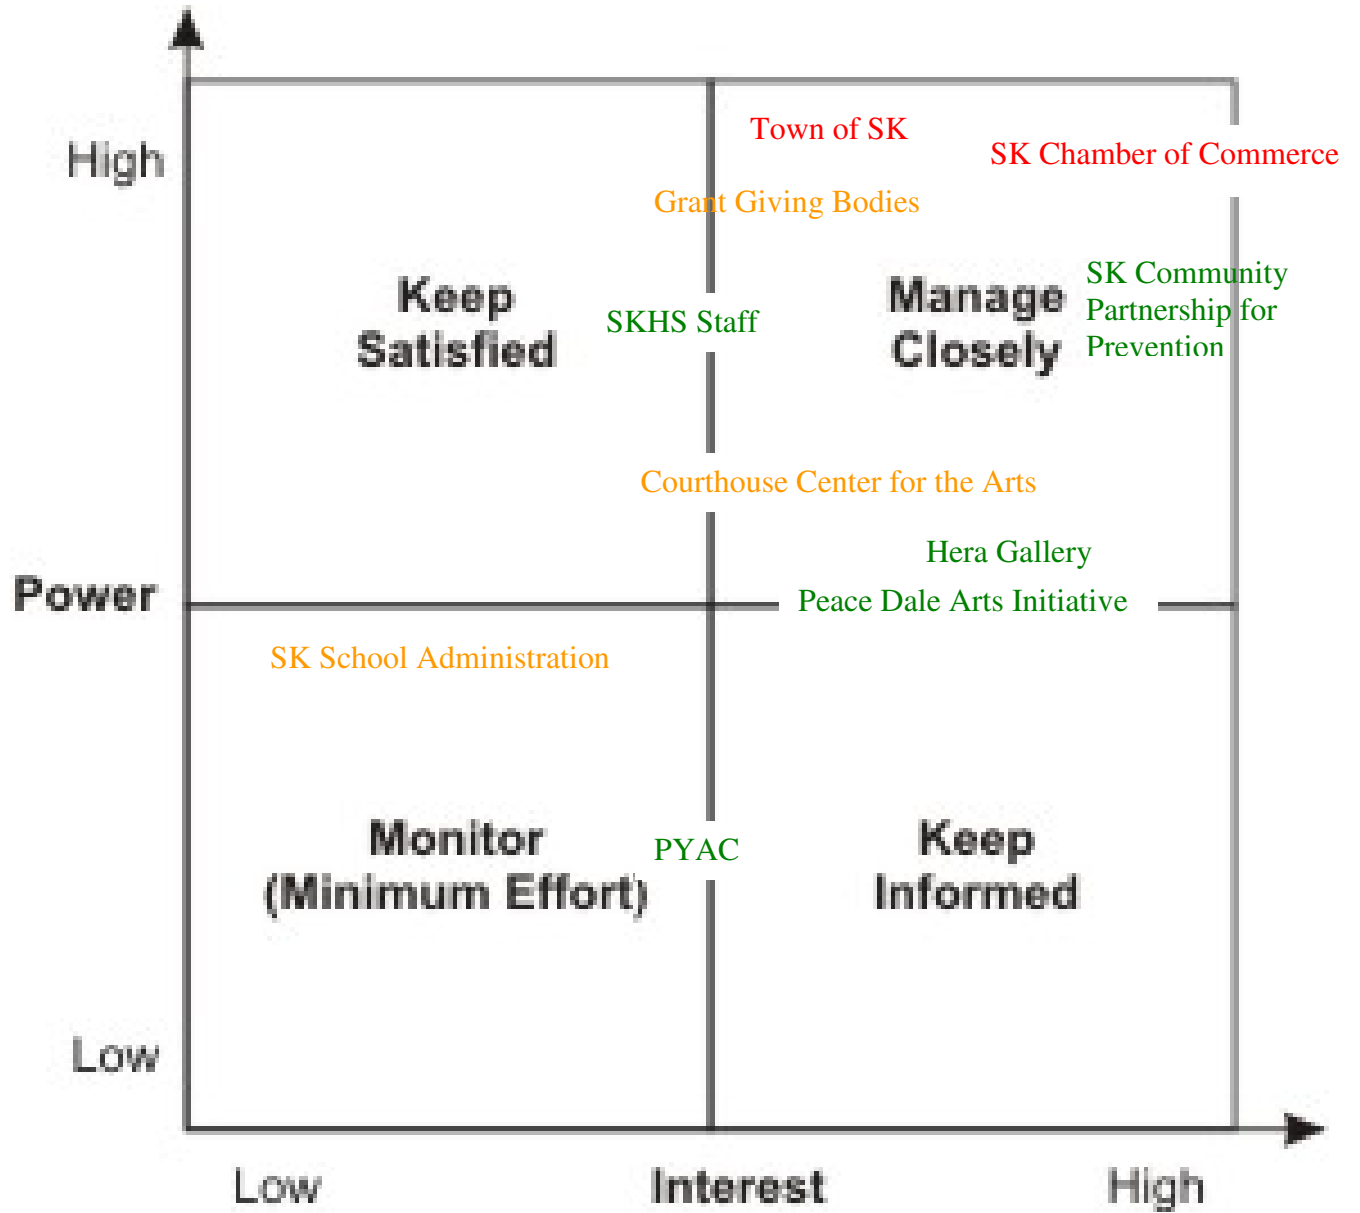 High
Town of SK
SK Chamber of Commerce
Grant Giving Bodies
Keep
Satisfied
SKHS Staff
Manage
Closely
SK Community
Partnership for
Prevention
Courthouse Center for the Arts
Hera Gallery
Power
Peace Dale Arts Initiative
SK School Administration
Monitor
(Minimum Effort)
PYAC
Keep
Informed
Low
Low
Interest
High